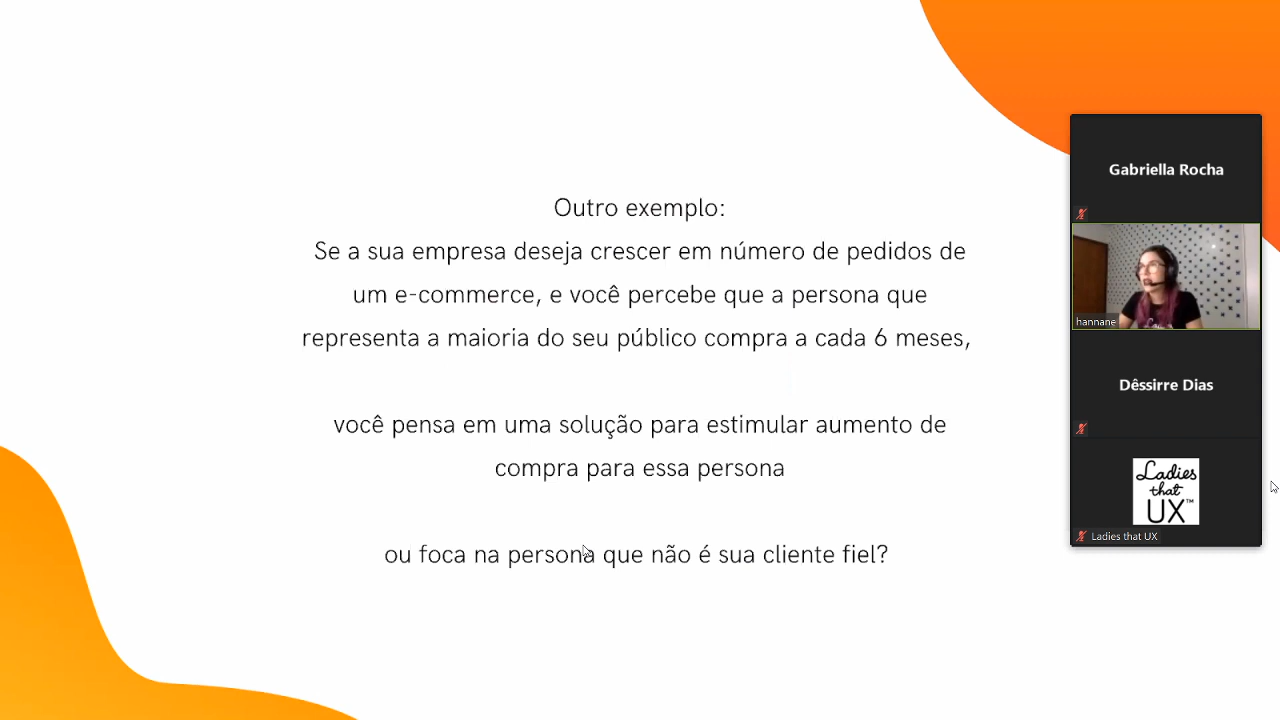 Outro exemplo:
Se a sua empresa deseja crescer em número de pedidos de
um e-commerce, e você percebe que a persona que
representa a maioria do seu público compra a cada 6 meses,
você pensa em uma solução para estimular aumento de
compra para essa persona
ou foca na persona que não é sua cliente fiel?
Gabriella Rocha
hannane
Dêssirre Dias
Ladies
that
UX™
Ladies that UX